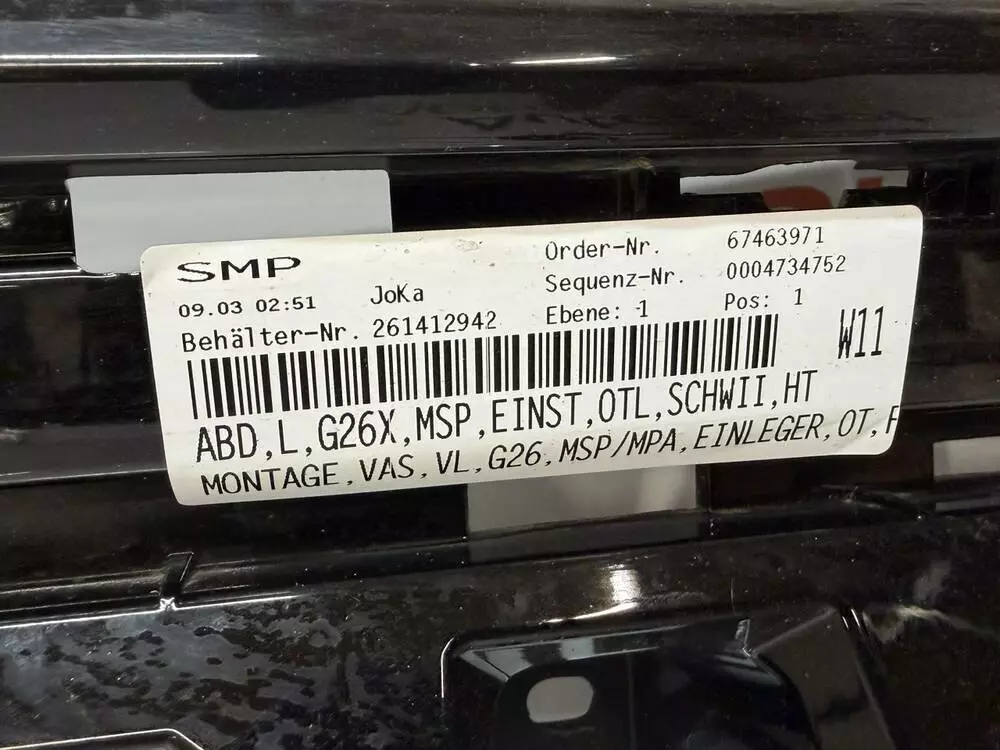 SMP
09.03 02:51 JoKa
Behälter-Nr. 261412942
Order-Nr. 67463971
Sequenz-Nr. 0004734752
Ebene: 1 Pos: 1
W11
ABD,L,G26X,MSP,EINST,OTL,SCHWII,HT
MONTAGE,VAS,VL,G26,MSP/MPA,EINLEGER,OT,